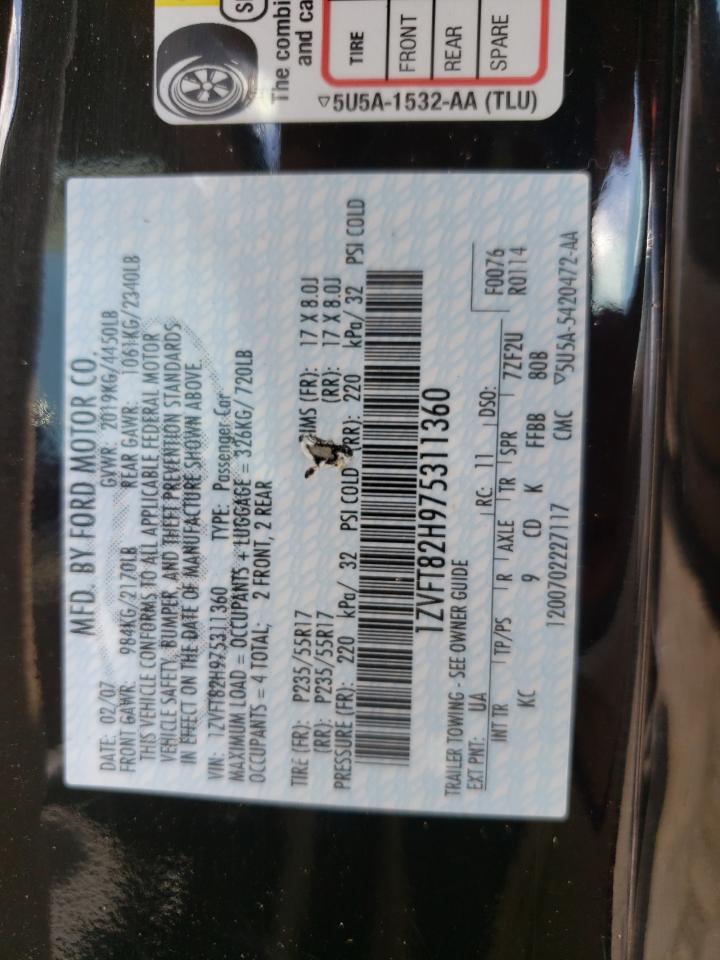 The combi
and ca
TIRE
FRONT
REAR
SPARE
▽5U5A-1532-AA (TLU)
MFD. BY FORD MOTOR CO.
DATE: 02/07 GVWR: 2019KG/4450LB
FRONT GAWR: 984KG/2170LB REAR GAWR: 1061KG/2340LB
THIS VEHICLE CONFORMS TO ALL APPLICABLE FEDERAL MOTOR
VEHICLE SAFETY, BUMPER, AND THEFT PREVENTION STANDARDS
IN EFFECT ON THE DATE OF MANUFACTURE SHOWN ABOVE
VIN: 1ZVFT82H975311360 TYPE: Passenger Car
MAXIMUM LOAD = OCCUPANTS + LUGGAGE = 326KG/720LB
OCCUPANTS = 4 TOTAL; 2 FRONT, 2 REAR
TIRE (FR): P235/55R17 IMS (FR): 17 X 8.0J
(RR): P235/55R17 (RR): 17 X 8.0J
PRESSURE (FR): 220 kPa/ 32 PSI COLD (RR): 220 kPa/ 32 PSI COLD
1ZVFT82H975311360
TRAILER TOWING - SEE OWNER GUIDE
EXT PNT: UA RC: 11 DSO: F0076
INT TR TP/PS R AXLE TR SPR 7ZF2U R0114
KC 9 CD K FFBB 80B
1200702227117 CMC ▽5U5A-5420472-AA